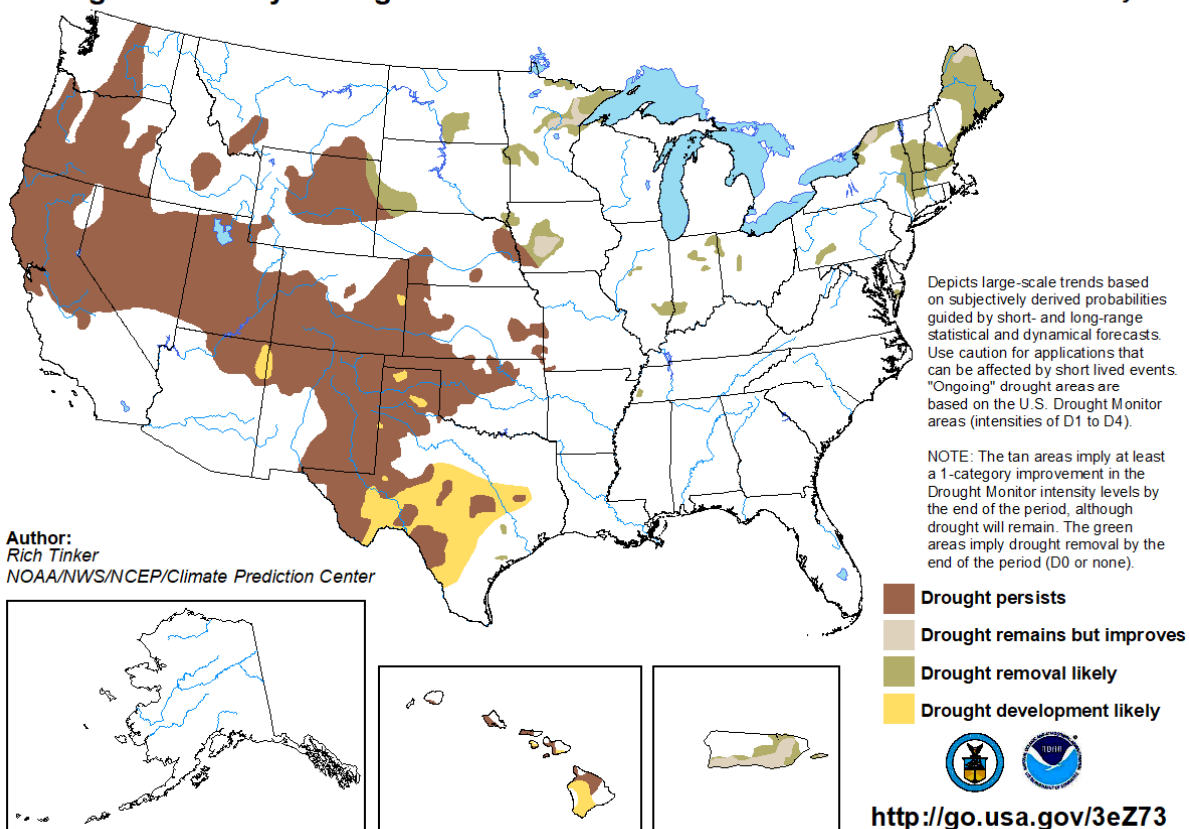 Depicts large-scale trends based
on subjectively derived probabilities
guided by short- and long-range
statistical and dynamical forecasts.
Use caution for applications that
can be affected by short lived events.
"Ongoing" drought areas are
based on the U.S. Drought Monitor
areas (intensities of D1 to D4).
NOTE: The tan areas imply at least
a 1-category improvement in the
Drought Monitor intensity levels by
the end of the period, although
drought will remain. The green
areas imply drought removal by the
end of the period (D0 or none).
Author:
Rich Tinker
NOAA/NWS/NCEP/Climate Prediction Center
Drought persists
Drought remains but improves
Drought removal likely
Drought development likely
http://go.usa.gov/3eZ73